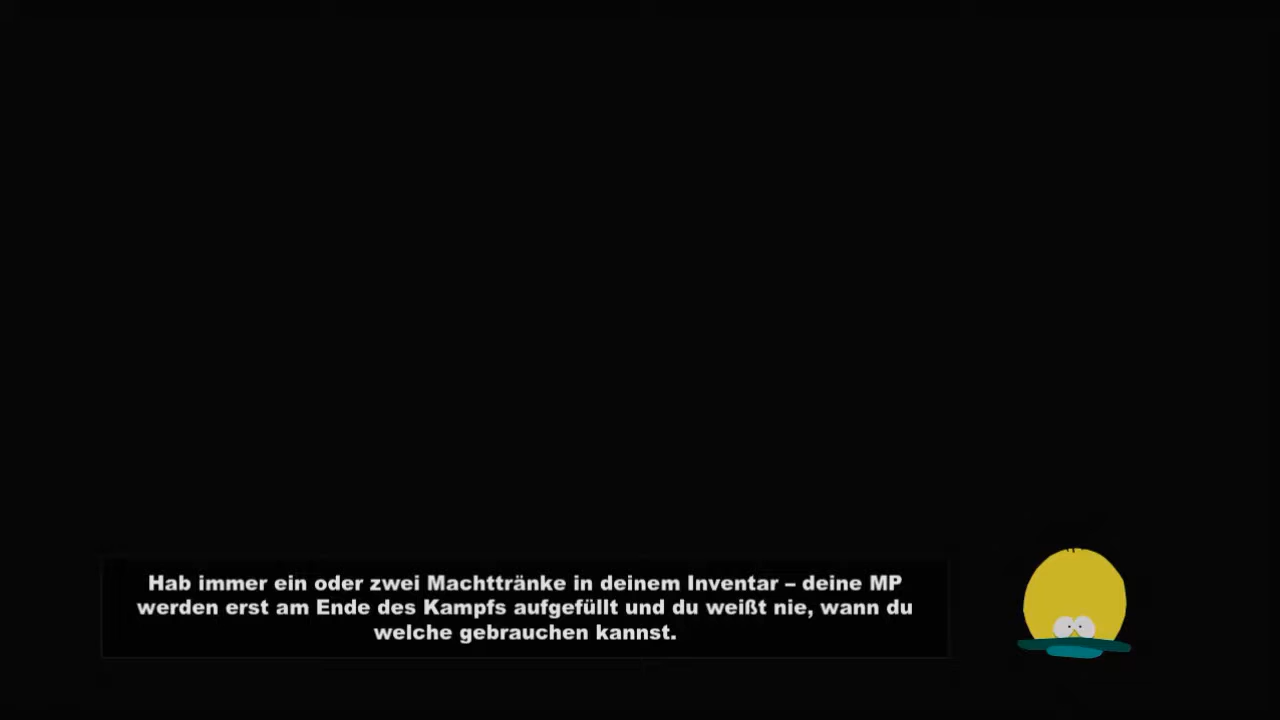 Hab immer ein oder zwei Machttränke in deinem Inventar – deine MP
werden erst am Ende des Kampfs aufgefüllt und du weißt nie, wann du
welche gebrauchen kannst.